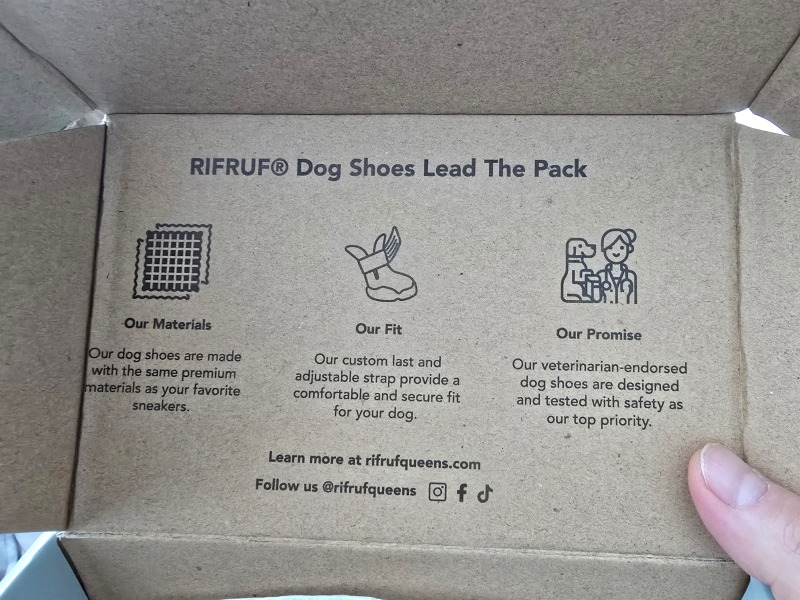 RIFRUF® Dog Shoes Lead The Pack
Our Materials
Our dog shoes are made
with the same premium
materials as your favorite
sneakers.
Our Fit
Our custom last and
adjustable strap provide a
comfortable and secure fit
for your dog.
Our Promise
Our veterinarian-endorsed
dog shoes are designed
and tested with safety as
our top priority.
Learn more at rifrufqueens.com
Follow us @rifrufqueens